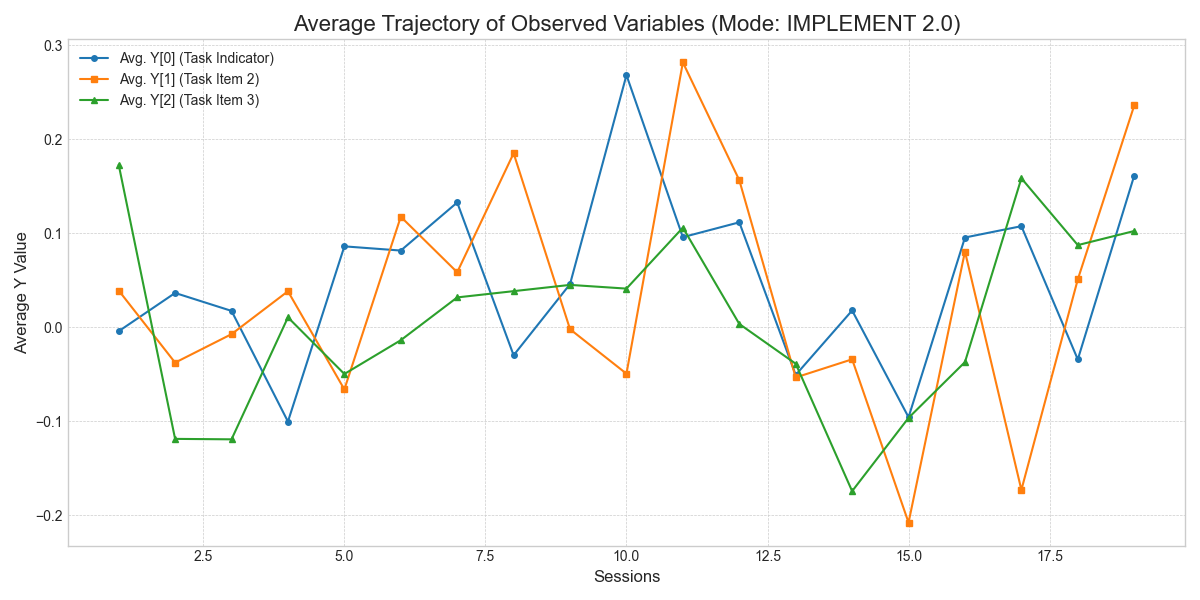 Average Trajectory of Observed Variables (Mode: IMPLEMENT 2.0)
Avg. Y[0] (Task Indicator)
Avg. Y[1] (Task Item 2)
Avg. Y[2] (Task Item 3)
Average Y Value
0.3
0.2
0.1
0.0
−0.1
−0.2
2.5 5.0 7.5 10.0 12.5 15.0 17.5
Sessions